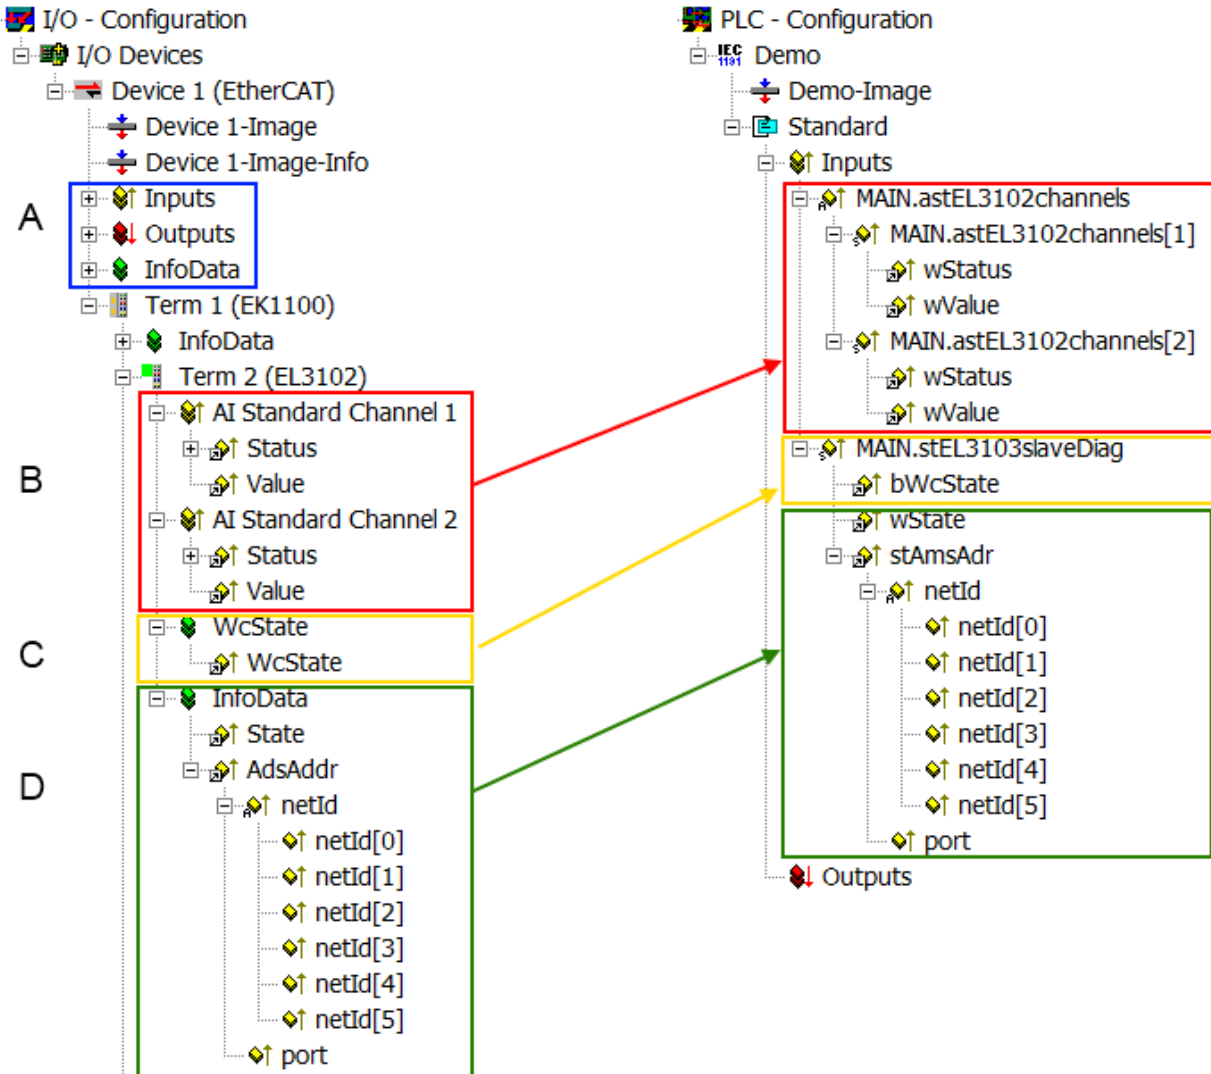 I/O - Configuration
I/O Devices
Device 1 (EtherCAT)
Device 1-Image
Device 1-Image-Info
A
Inputs
Outputs
InfoData
Term 1 (EK1100)
InfoData
Term 2 (EL3102)
B
AI Standard Channel 1
Status
Value
AI Standard Channel 2
Status
Value
C
WcState
WcState
D
InfoData
State
AdsAddr
netId
netId[0]
netId[1]
netId[2]
netId[3]
netId[4]
netId[5]
port
PLC - Configuration
IEC
1131
Demo
Demo-Image
Standard
Inputs
MAIN.astEL3102channels
MAIN.astEL3102channels[1]
wStatus
wValue
MAIN.astEL3102channels[2]
wStatus
wValue
MAIN.stEL3103slaveDiag
bWcState
wState
stAmsAdr
netId
netId[0]
netId[1]
netId[2]
netId[3]
netId[4]
netId[5]
port
Outputs